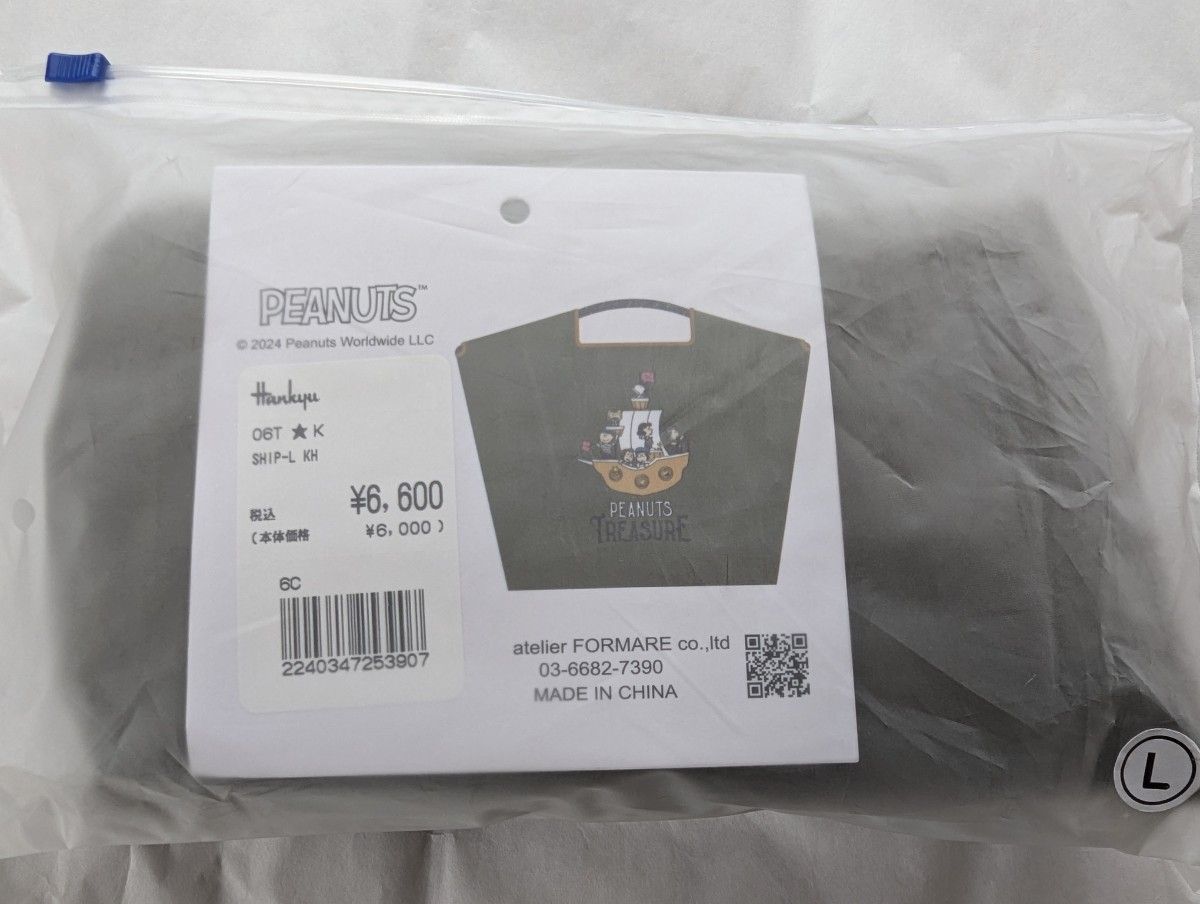 PEANUTS™
© 2024 Peanuts Worldwide LLC
Hankyu
06T ★ K
SHIP-L KH
税込 ¥6,600
(本体価格 ¥6,000 )
6C
2240347253907
PEANUTS
TREASURE
atelier FORMARE co.,ltd
03-6682-7390
MADE IN CHINA
L